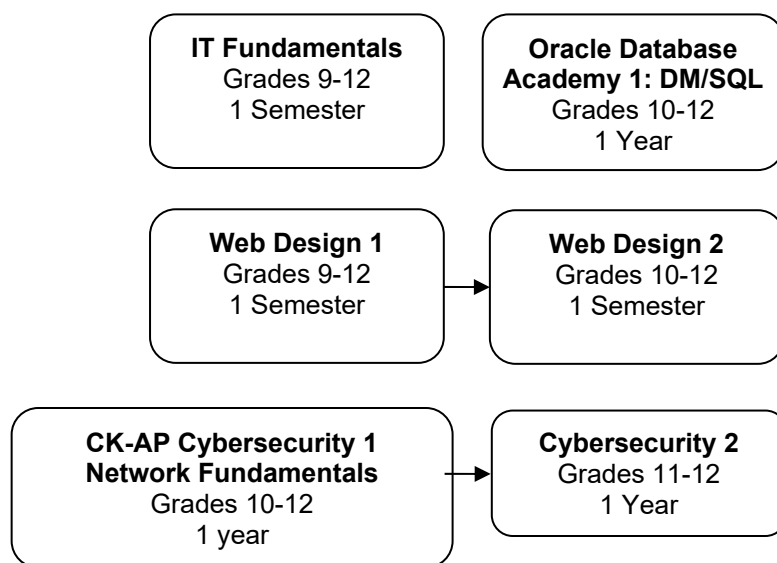 IT Fundamentals
Grades 9-12
1 Semester
Oracle Database
Academy 1: DM/SQL
Grades 10-12
1 Year
Web Design 1
Grades 9-12
1 Semester
Web Design 2
Grades 10-12
1 Semester
CK-AP Cybersecurity 1
Network Fundamentals
Grades 10-12
1 year
Cybersecurity 2
Grades 11-12
1 Year